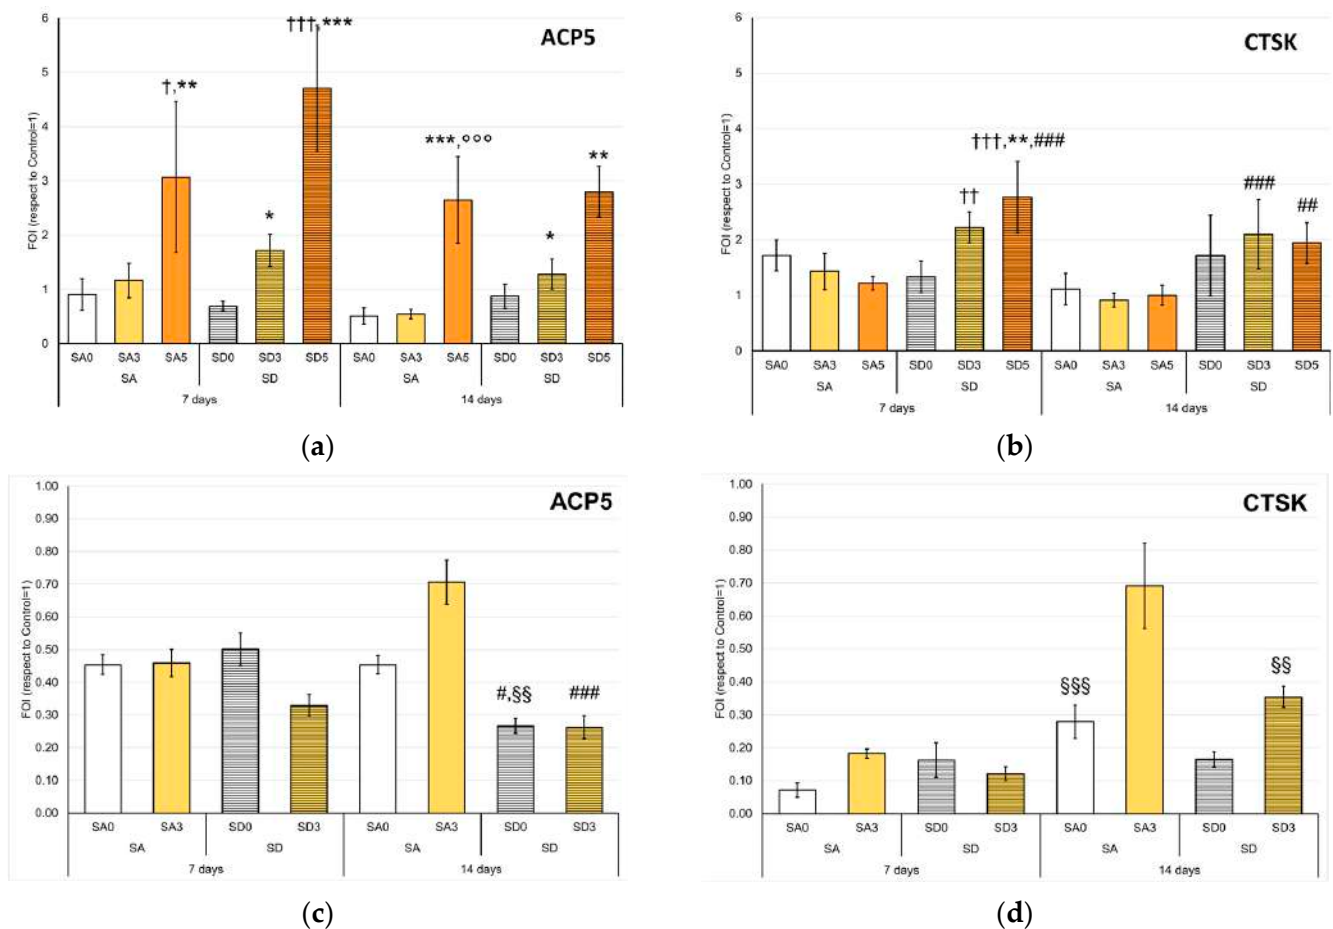 ACP5
FOI (respect to Control=1)
6
5
4
3
2
1
0
†,**
*
†††,***
***,°°°
*
**
SA0 SA3 SA5 SD0 SD3 SD5 SA0 SA3 SA5 SD0 SD3 SD5
SA SD SA SD
7 days 14 days
(a)
CTSK
FOI (respect to Control=1)
6
5
4
3
2
1
0
††
†††,**,###
###
##
SA0 SA3 SA5 SD0 SD3 SD5 SA0 SA3 SA5 SD0 SD3 SD5
SA SD SA SD
7 days 14 days
(b)
ACP5
FOI (respect to Control=1)
1.00
0.90
0.80
0.70
0.60
0.50
0.40
0.30
0.20
0.10
0.00
#,§§
###
SA0 SA3 SD0 SD3 SA0 SA3 SD0 SD3
SA SD SA SD
7 days 14 days
(c)
CTSK
FOI (respect to Control=1)
1.00
0.90
0.80
0.70
0.60
0.50
0.40
0.30
0.20
0.10
0.00
§§§
§§
SA0 SA3 SD0 SD3 SA0 SA3 SD0 SD3
SA SD SA SD
7 days 14 days
(d)